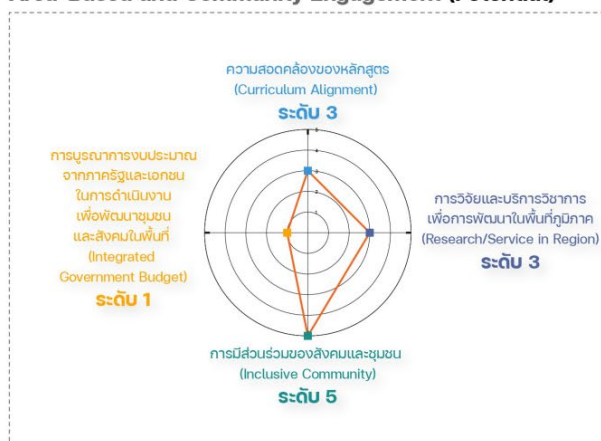 Area-Based and Community Engagement (Potential)
ความสอดคล้องของหลักสูตร
(Curriculum Alignment)
ระดับ 3
5
4
3
2
1
การบูรณาการงบประมาณ
จากภาครัฐและเอกชน
ในการดำเนินงาน
เพื่อพัฒนาชุมชน
และสังคมในพื้นที่
(Integrated
Government Budget)
ระดับ 1
การวิจัยและบริการวิชาการ
เพื่อการพัฒนาในพื้นที่ภูมิภาค
(Research/Service in Region)
ระดับ 3
การมีส่วนร่วมของสังคมและชุมชน
(Inclusive Community)
ระดับ 5